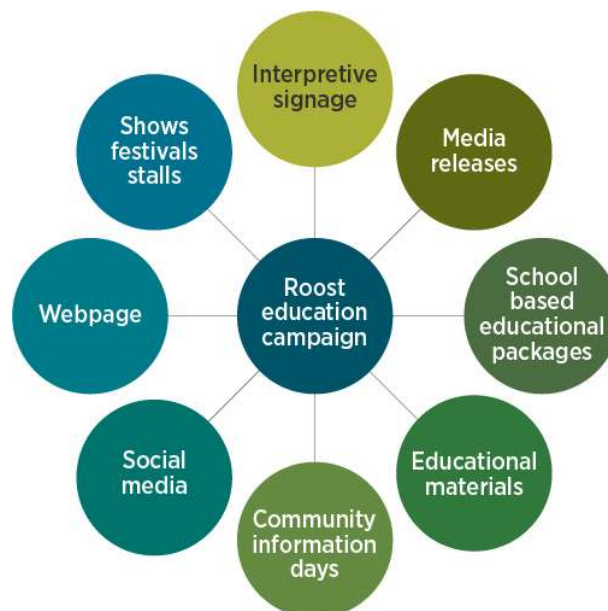 Interpretive
signage
Media
releases
School
based
educational
packages
Educational
materials
Community
information
days
Social
media
Webpage
Shows
festivals
stalls
Roost
education
campaign